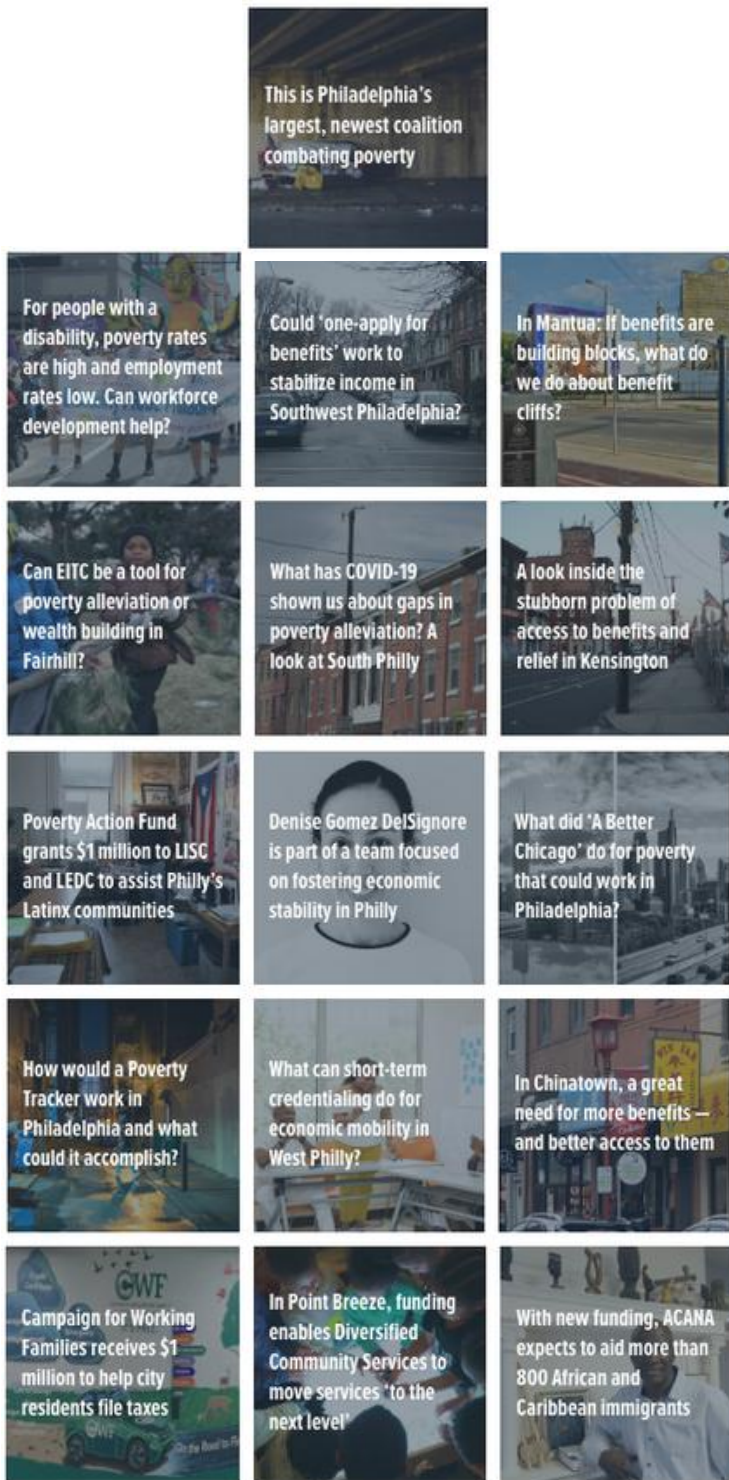 This is Philadelphia's
largest, newest coalition
combating poverty
For people with a
disability, poverty rates
are high and employment
rates low. Can workforce
development help?
Could ‘one-apply for
benefits’ work to
stabilize income in
Southwest Philadelphia?
In Mantua: If benefits are
building blocks, what do
we do about benefit
cliffs?
Can EITC be a tool for
poverty alleviation or
wealth building in
Fairhill?
What has COVID-19
shown us about gaps in
poverty alleviation? A
look at South Philly
A look inside the
stubborn problem of
access to benefits and
relief in Kensington
Poverty Action Fund
grants $1 million to LISC
and LEDC to assist Philly's
Latinx communities
Denise Gomez DelSignore
is part of a team focused
on fostering economic
stability in Philly
What did ‘A Better
Chicago’ do for poverty
that could work in
Philadelphia?
How would a Poverty
Tracker work in
Philadelphia and what
could it accomplish?
What can short-term
credentialing do for
economic mobility in
West Philly?
In Chinatown, a great
need for more benefits —
and better access to them
CWF
Campaign for Working
Families receives $1
million to help city
residents file taxes
CWF
In Point Breeze, funding
enables Diversified
Community Services to
move services ‘to the
next level’
With new funding, ACANA
expects to aid more than
800 African and
Caribbean immigrants